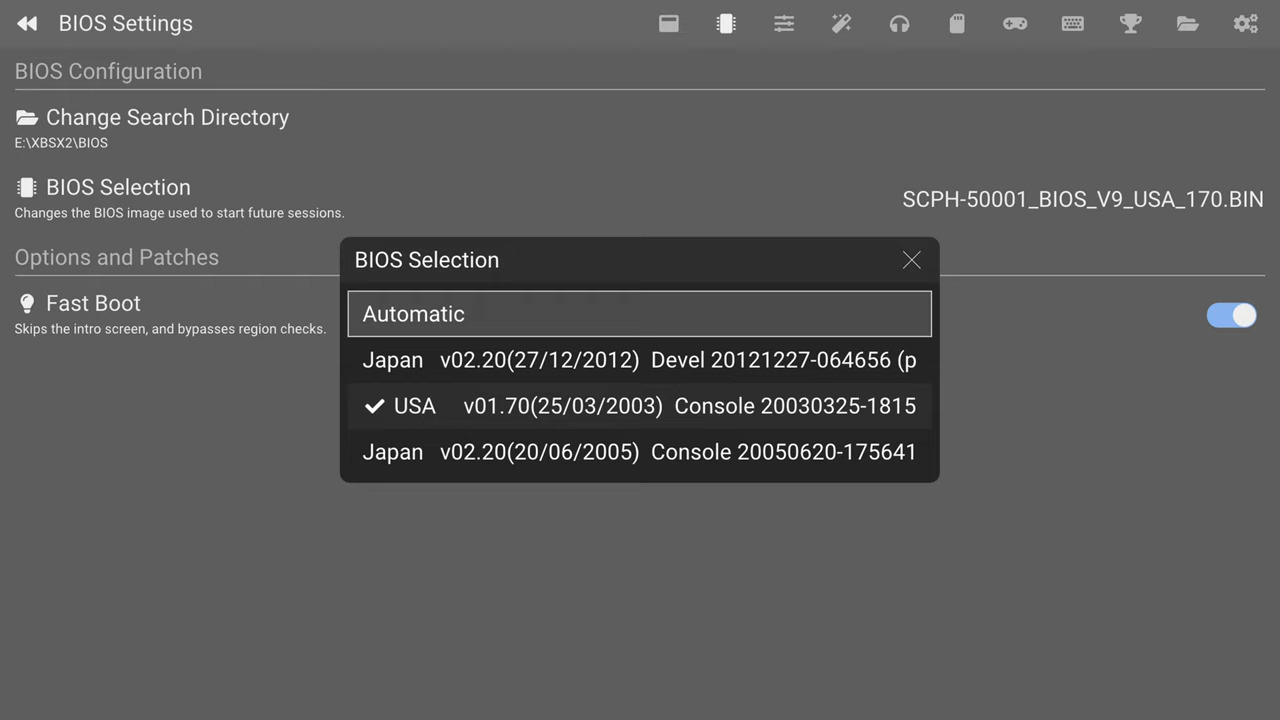 BIOS Settings
BIOS Configuration
Change Search Directory
E:\XBSX2\BIOS
BIOS Selection
Changes the BIOS image used to start future sessions.
SCPH-50001_BIOS_V9_USA_170.BIN
Options and Patches
Fast Boot
Skips the intro screen, and bypasses region checks.
BIOS Selection
Automatic
Japan v02.20(27/12/2012) Devel 20121227-064656 (p
USA v01.70(25/03/2003) Console 20030325-1815
Japan v02.20(20/06/2005) Console 20050620-175641